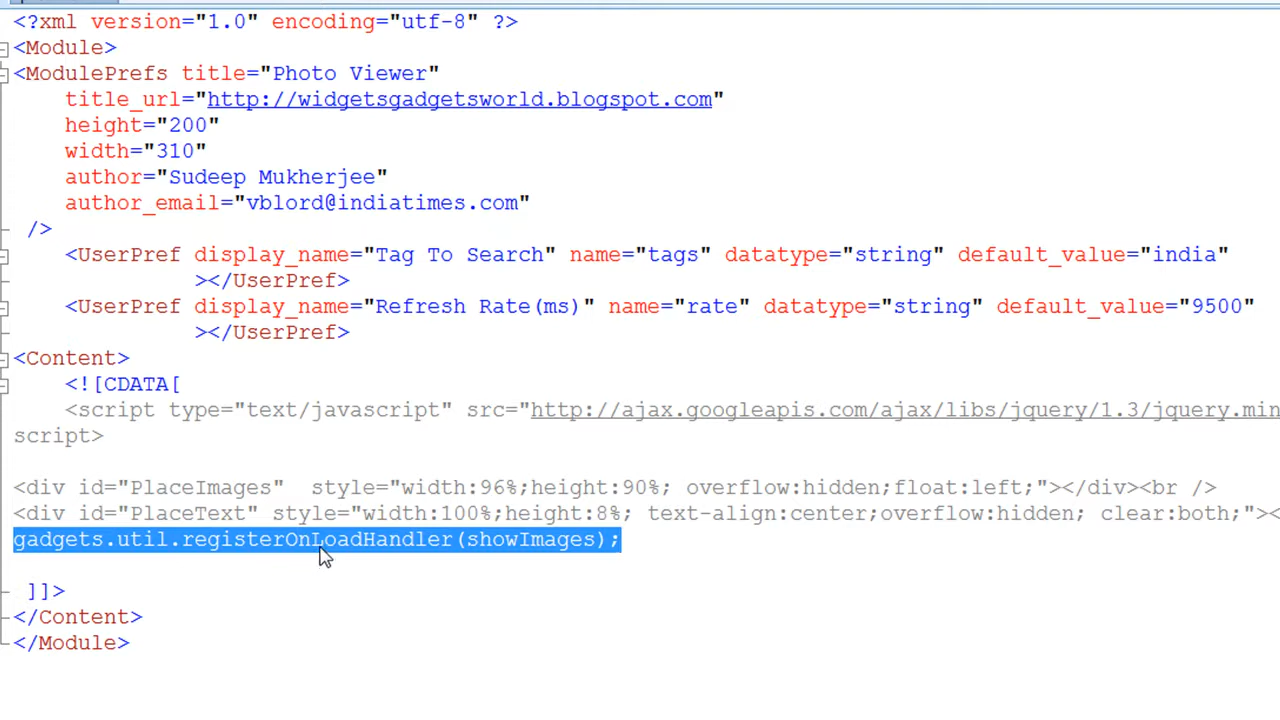 <?xml version="1.0" encoding="utf-8" ?>
<Module>
<ModulePrefs title="Photo Viewer"
title_url="http://widgetsgadgetsworld.blogspot.com"
height="200"
width="310"
author="Sudeep Mukherjee"
author_email="vblord@indiatimes.com"
/>
<UserPref display_name="Tag To Search" name="tags" datatype="string" default_value="india"
></UserPref>
<UserPref display_name="Refresh Rate(ms)" name="rate" datatype="string" default_value="9500"
></UserPref>
<Content>
<![CDATA[
<script type="text/javascript" src="http://ajax.googleapis.com/ajax/libs/jquery/1.3/jquery.min
script>
<div id="PlaceImages"  style="width:96%;height:90%; overflow:hidden;float:left;"></div><br />
<div id="PlaceText" style="width:100%;height:8%; text-align:center;overflow:hidden; clear:both;"><
gadgets.util.registerOnLoadHandler(showImages);
]]>
</Content>
</Module>